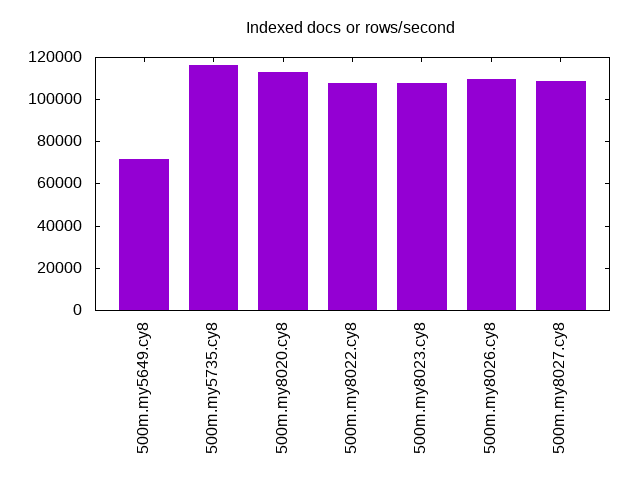 Indexed docs or rows/second
120000
100000
80000
60000
40000
20000
0
500m.my5649.cy8
500m.my5735.cy8
500m.my8020.cy8
500m.my8022.cy8
500m.my8023.cy8
500m.my8026.cy8
500m.my8027.cy8